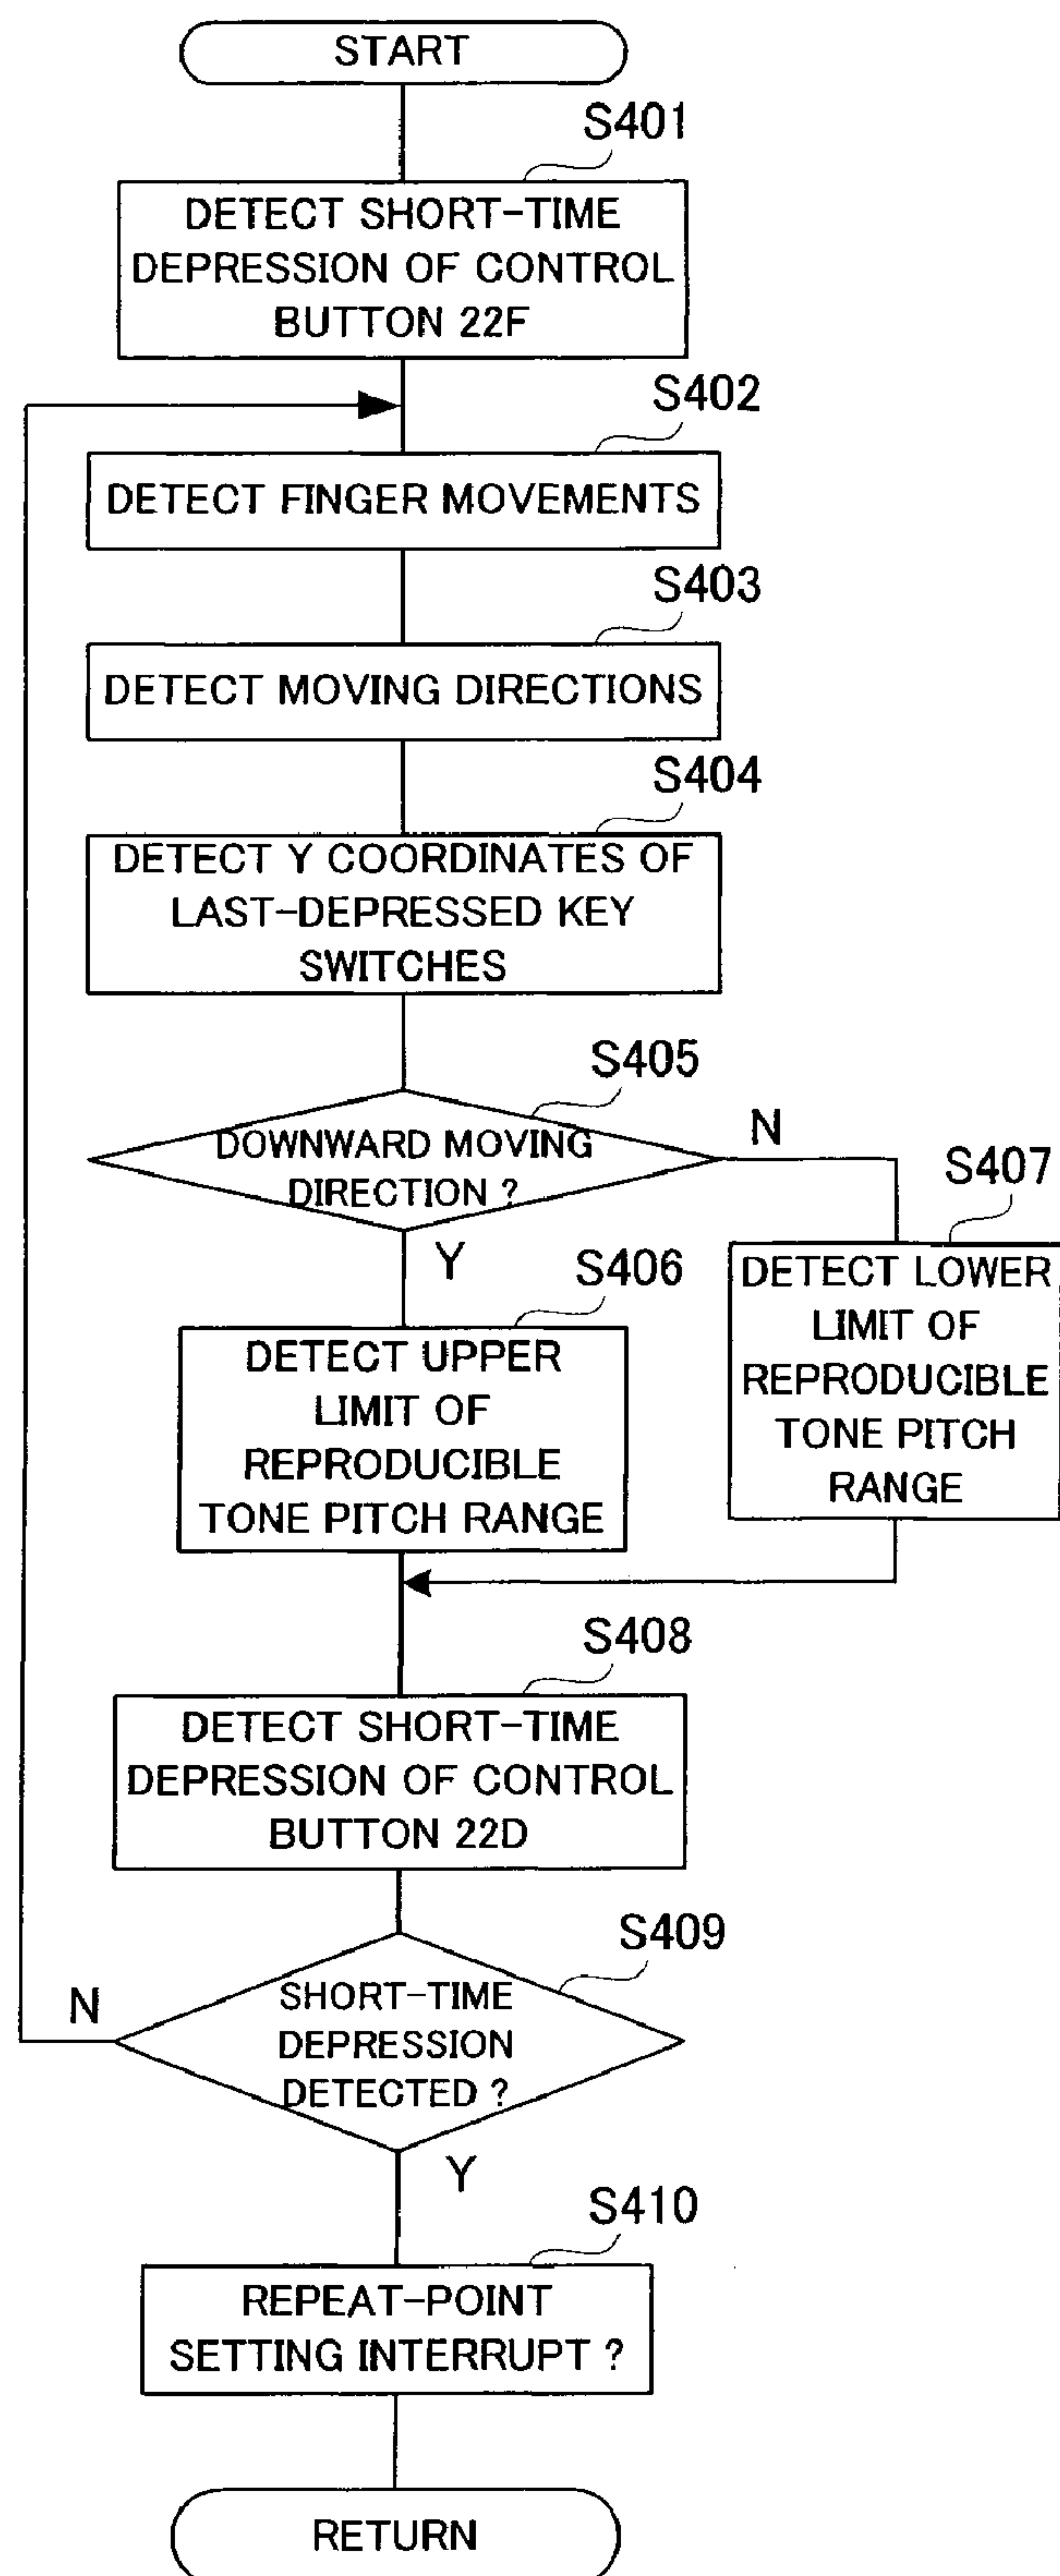 START
S401
DETECT SHORT-TIME
DEPRESSION OF CONTROL
BUTTON 22F
S402
DETECT FINGER MOVEMENTS
S403
DETECT MOVING DIRECTIONS
S404
DETECT Y COORDINATES OF
LAST-DEPRESSED KEY
SWITCHES
S405
DOWNWARD MOVING
DIRECTION ?
N
Y
S406
DETECT UPPER
LIMIT OF
REPRODUCIBLE
TONE PITCH RANGE
S407
DETECT LOWER
LIMIT OF
REPRODUCIBLE
TONE PITCH
RANGE
S408
DETECT SHORT-TIME
DEPRESSION OF CONTROL
BUTTON 22D
S409
SHORT-TIME
DEPRESSION
DETECTED ?
N
Y
S410
REPEAT-POINT
SETTING INTERRUPT ?
RETURN